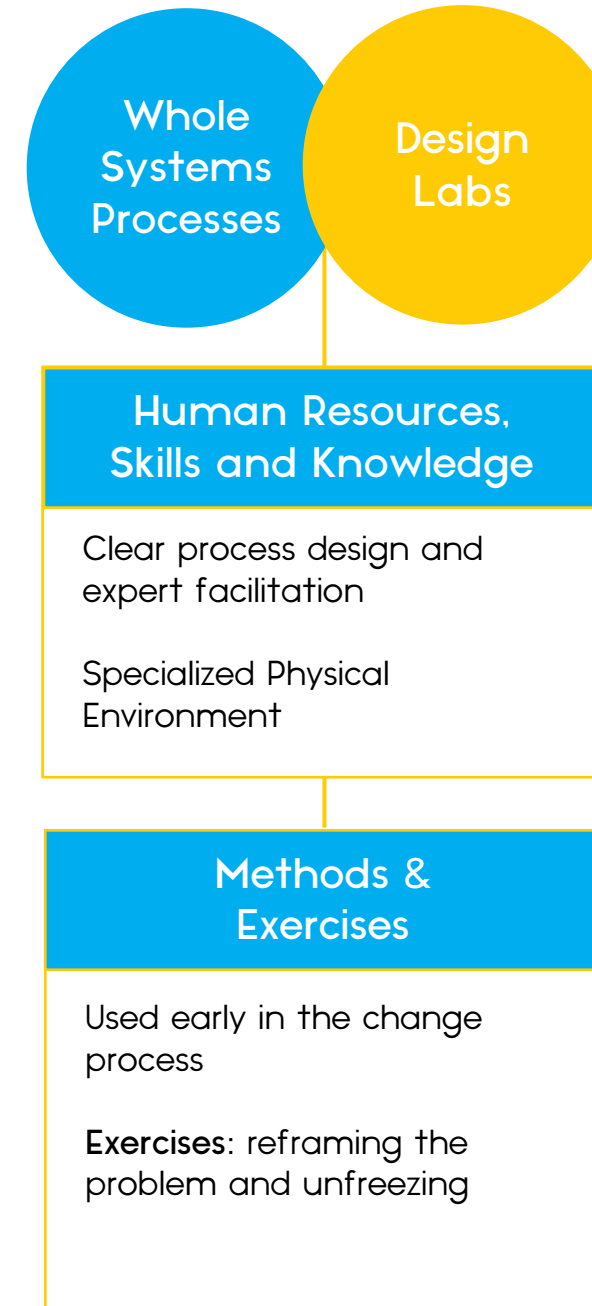 Whole
Systems
Processes
Design
Labs
Human Resources,
Skills and Knowledge
Clear process design and
expert facilitation
Specialized Physical
Environment
Methods &
Exercises
Used early in the change
process
Exercises: reframing the
problem and unfreezing